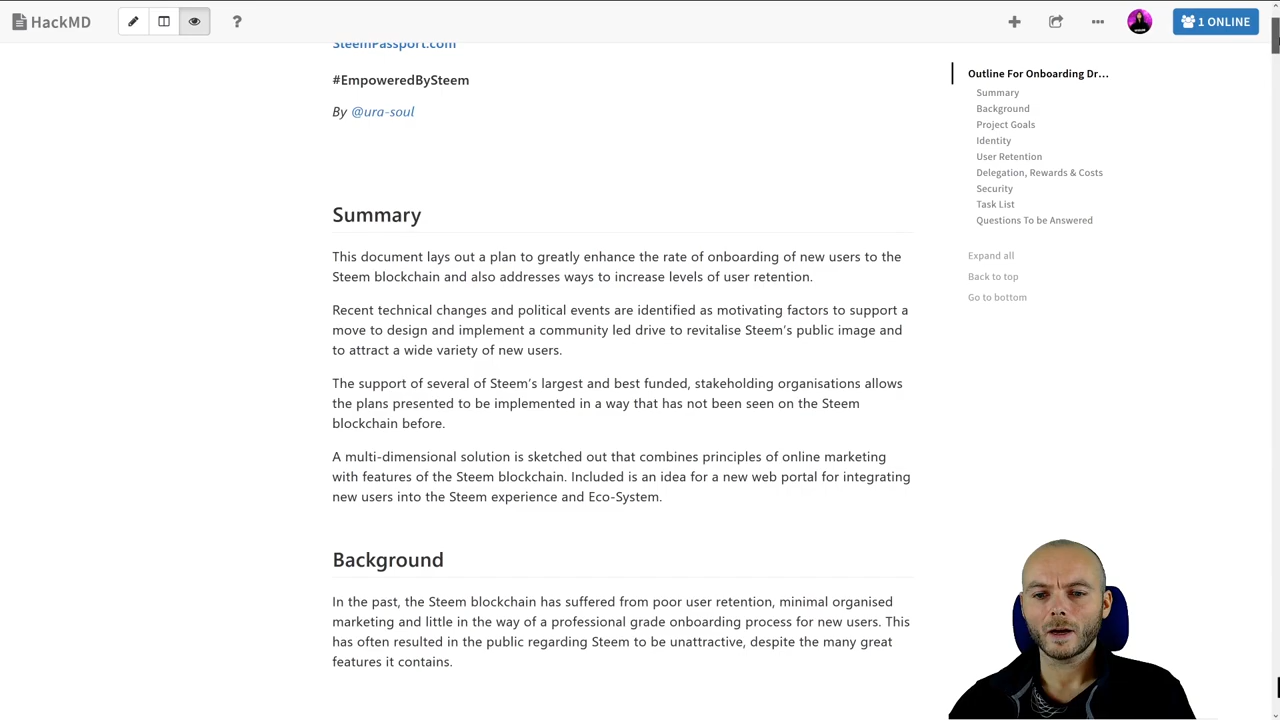 HackMD
1 ONLINE
SteemPassport.com
#EmpoweredBySteem
By @ura-soul
Summary
This document lays out a plan to greatly enhance the rate of onboarding of new users to the
Steem blockchain and also addresses ways to increase levels of user retention.
Recent technical changes and political events are identified as motivating factors to support a
move to design and implement a community led drive to revitalise Steem's public image and
to attract a wide variety of new users.
The support of several of Steem's largest and best funded, stakeholding organisations allows
the plans presented to be implemented in a way that has not been seen on the Steem
blockchain before.
A multi-dimensional solution is sketched out that combines principles of online marketing
with features of the Steem blockchain. Included is an idea for a new web portal for integrating
new users into the Steem experience and Eco-System.
Background
In the past, the Steem blockchain has suffered from poor user retention, minimal organised
marketing and little in the way of a professional grade onboarding process for new users. This
has often resulted in the public regarding Steem to be unattractive, despite the many great
features it contains.
Outline For Onboarding Dr...
Summary
Background
Project Goals
Identity
User Retention
Delegation, Rewards & Costs
Security
Task List
Questions To be Answered
Expand all
Back to top
Go to bottom